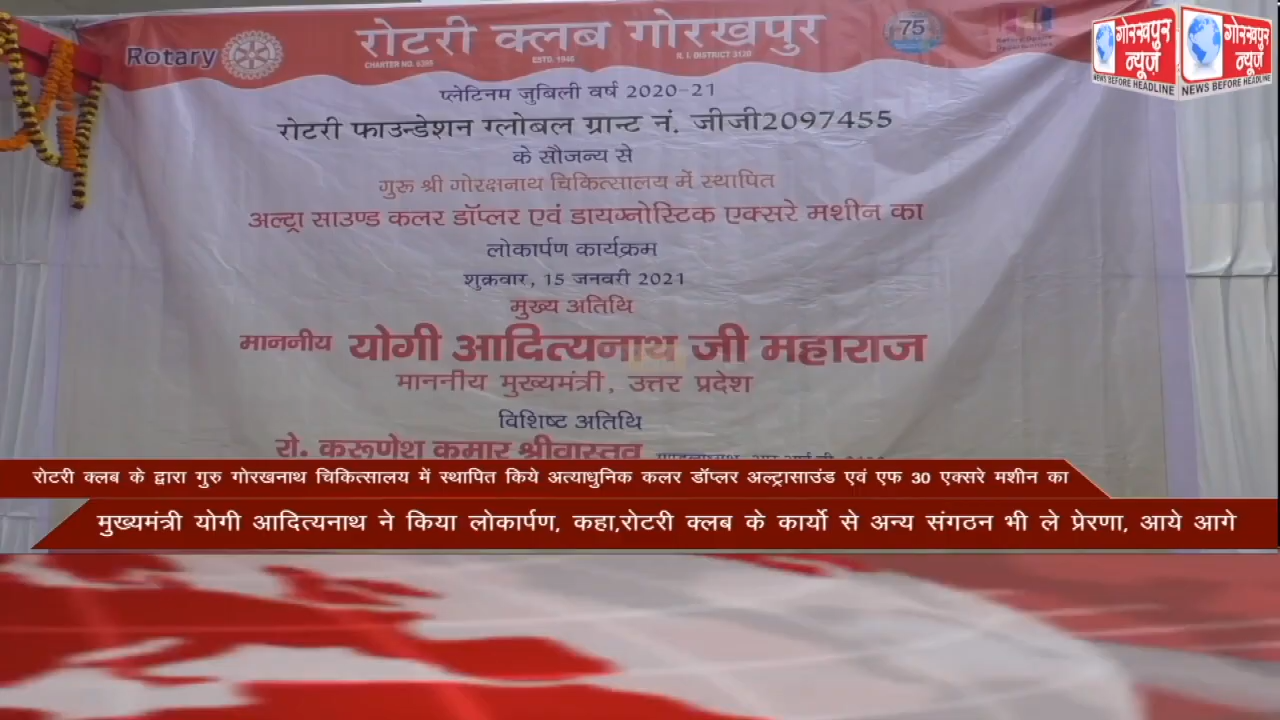 Rotary
रोटरी क्लब गोरखपुर
CHARTER NO. 6269
ESTD. 1946
R. I. DISTRICT 3120
75
प्लेटिनम जुबिली वर्ष 2020-21
रोटरी फाउन्डेशन ग्लोबल ग्रान्ट नं. जीजी2097455
के सौजन्य से
गुरू श्री गोरक्षनाथ चिकित्सालय में स्थापित
अल्ट्रा साउण्ड कलर डॉप्लर एवं डायग्नोस्टिक एक्सरे मशीन का
लोकार्पण कार्यक्रम
शुक्रवार, 15 जनवरी 2021
मुख्य अतिथि
माननीय योगी आदित्यनाथ जी महाराज
माननीय मुख्यमंत्री, उत्तर प्रदेश
विशिष्ट अतिथि
रो. करूणेश कुमार श्रीवास्तव
गोरखपुर न्यूज़
NEWS BEFORE HEADLINE
गोरखपुर न्यूज़
NEWS BEFORE HEADLINE
रोटरी क्लब के द्वारा गुरु गोरखनाथ चिकित्सालय में स्थापित किये अत्याधुनिक कलर डॉप्लर अल्ट्रासाउंड एवं एफ 30 एक्सरे मशीन का
मुख्यमंत्री योगी आदित्यनाथ ने किया लोकार्पण, कहा,रोटरी क्लब के कार्यो से अन्य संगठन भी ले प्रेरणा, आये आगे